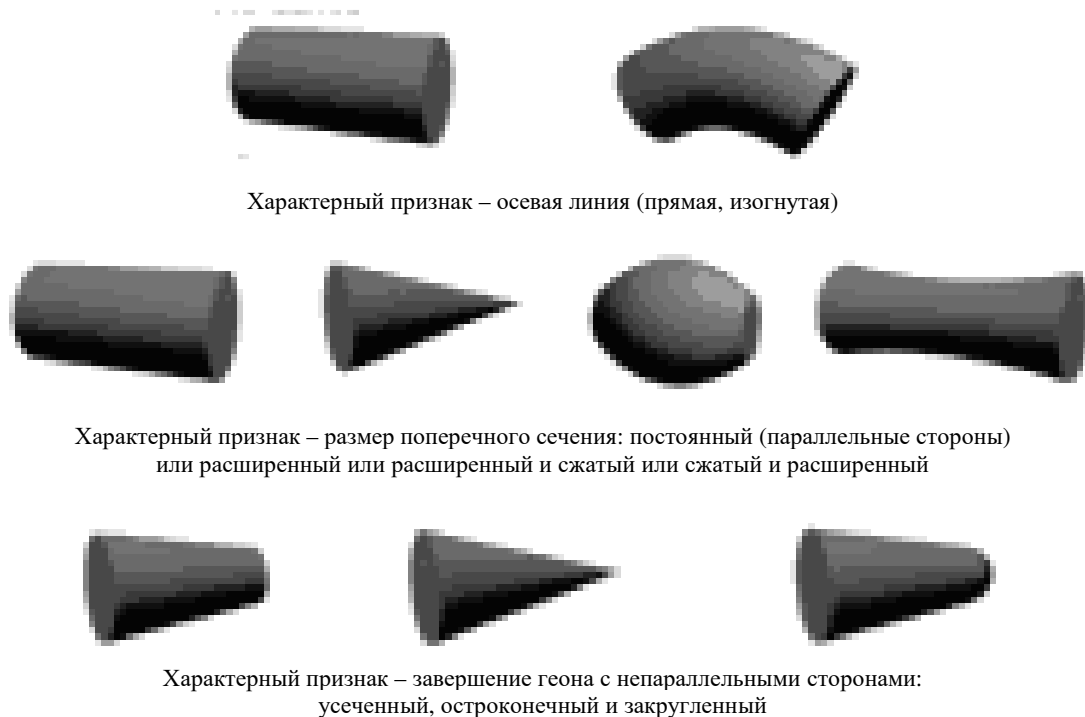 Характерный признак – осевая линия (прямая, изогнутая)
Характерный признак – размер поперечного сечения: постоянный (параллельные стороны)
или расширенный или расширенный и сжатый или сжатый и расширенный
Характерный признак – завершение геона с непараллельными сторонами:
усеченный, остроконечный и закругленный